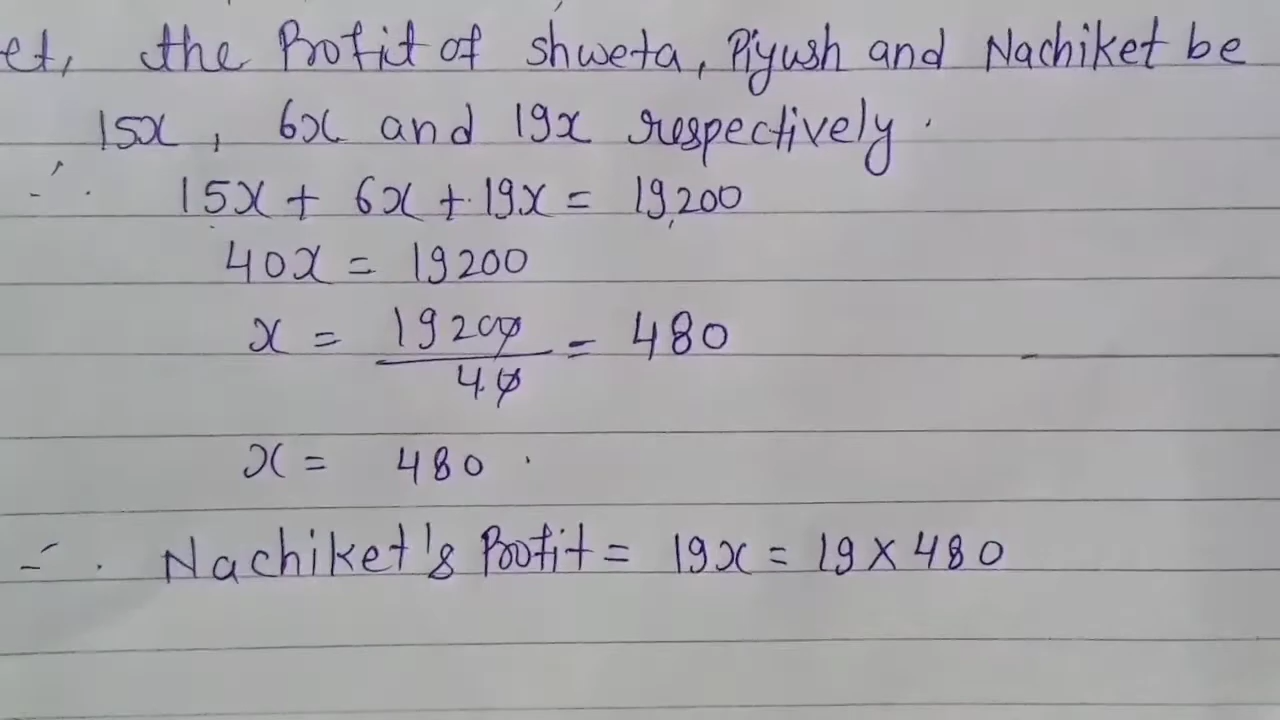 et, the Profit of shweta, Piyush and Nachiket be
15x, 6x and 19x respectively.
∴ 15x + 6x + 19x = 19,200
40x = 19200
x = 19200/40 = 480
x = 480
∴ Nachiket's Profit = 19x = 19 × 480